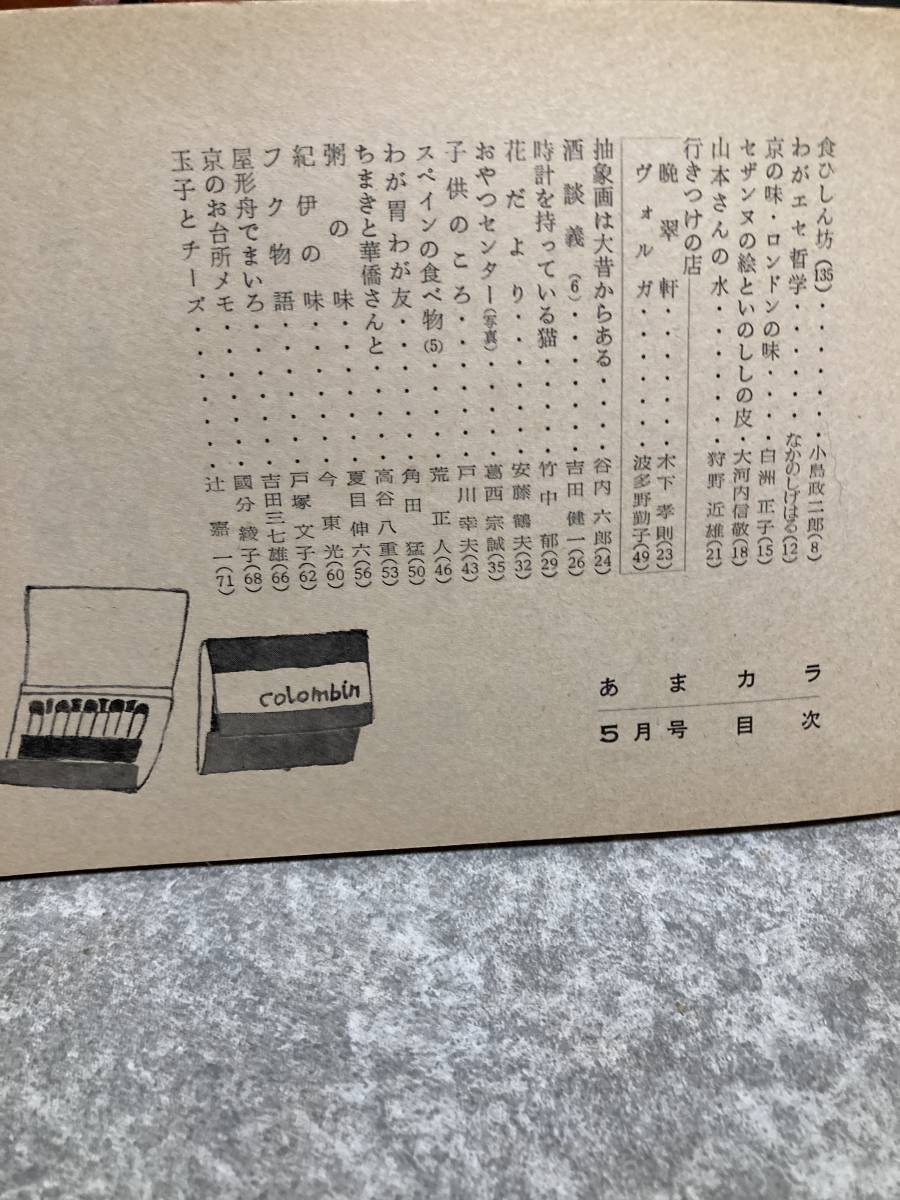 あまカラ
5月号目次
食ひしん坊(135)・・・・・小島政二郎(8)
わがエセ哲学・・・・・なかのしげはる(12)
京の味・ロンドンの味・・・白洲正子(15)
セザンヌの絵といのししの皮・大河内信敬(18)
山本さんの水・・・・・狩野近雄(21)
行きつけの店
晩翠軒・・・・・木下孝則(23)
ヴォルガ・・・・・波多野勤子(49)
抽象画は大昔からある・・・谷内六郎(24)
酒談義(6)・・・・・吉田健一(26)
時計を持っている猫・・・・竹中郁(29)
花だより・・・・・安藤鶴夫(32)
おやつセンター(写真)・・・葛西宗誠(35)
子供のころ・・・・・戸川幸夫(43)
スペインの食べ物(5)・・・荒正人(46)
わが胃わが友・・・・・角田猛(50)
ちまきと華僑さんと・・・高谷八重(53)
粥の味・・・・・夏目伸六(56)
紀伊の味・・・・・今東光(60)
フク物語・・・・・戸塚文子(62)
屋形舟でまいろ・・・・吉田三七雄(66)
京のお台所メモ・・・・國分綾子(68)
玉子とチーズ・・・・・辻嘉一(71)
colombin